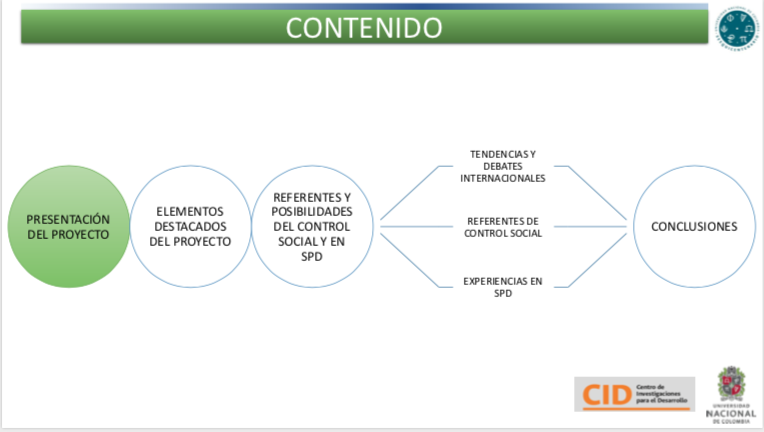 CONTENIDO
PRESENTACIÓN
DEL PROYECTO
ELEMENTOS
DESTACADOS
DEL PROYECTO
REFERENTES Y
POSIBILIDADES
DEL CONTROL
SOCIAL Y EN
SPD
TENDENCIAS Y
DEBATES
INTERNACIONALES
REFERENTES DE
CONTROL SOCIAL
EXPERIENCIAS EN
SPD
CONCLUSIONES
CID
Centro de
Investigaciones
para el Desarrollo
UNIVERSIDAD
NACIONAL
DE COLOMBIA